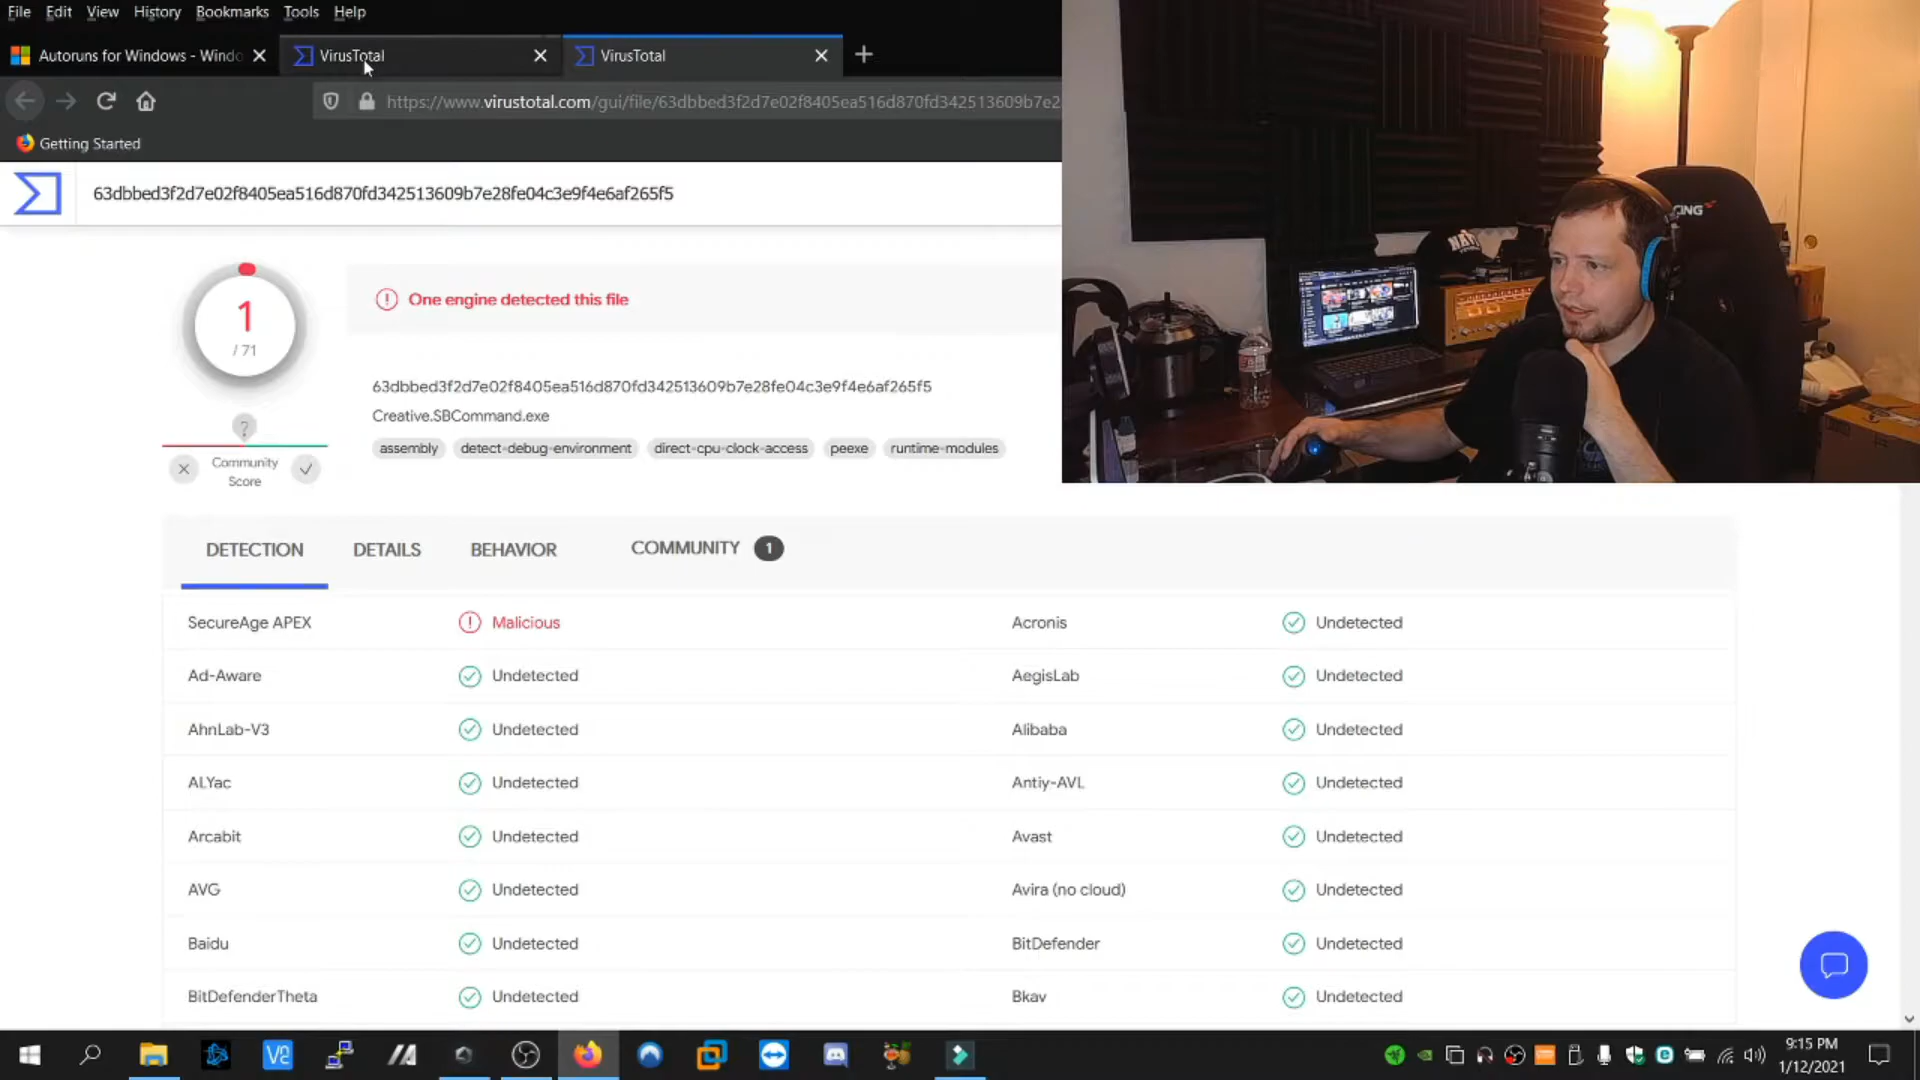 File Edit View History Bookmarks Tools Help
Autoruns for Windows - Windo
VirusTotal
VirusTotal
https://www.virustotal.com/gui/file/63dbbed3f2d7e02f8405ea516d870fd342513609b7e2
Getting Started
63dbbed3f2d7e02f8405ea516d870fd342513609b7e28fe04c3e9f4e6af265f5
1
/ 71
One engine detected this file
63dbbed3f2d7e02f8405ea516d870fd342513609b7e28fe04c3e9f4e6af265f5
Creative.SBCommand.exe
assembly detect-debug-environment direct-cpu-clock-access peexe runtime-modules
?
Community
Score
DETECTION DETAILS BEHAVIOR COMMUNITY 1
SecureAge APEX Malicious Acronis Undetected
Ad-Aware Undetected AegisLab Undetected
AhnLab-V3 Undetected Alibaba Undetected
ALYac Undetected Antiy-AVL Undetected
Arcabit Undetected Avast Undetected
AVG Undetected Avira (no cloud) Undetected
Baidu Undetected BitDefender Undetected
BitDefenderTheta Undetected Bkav Undetected
9:15 PM
1/12/2021